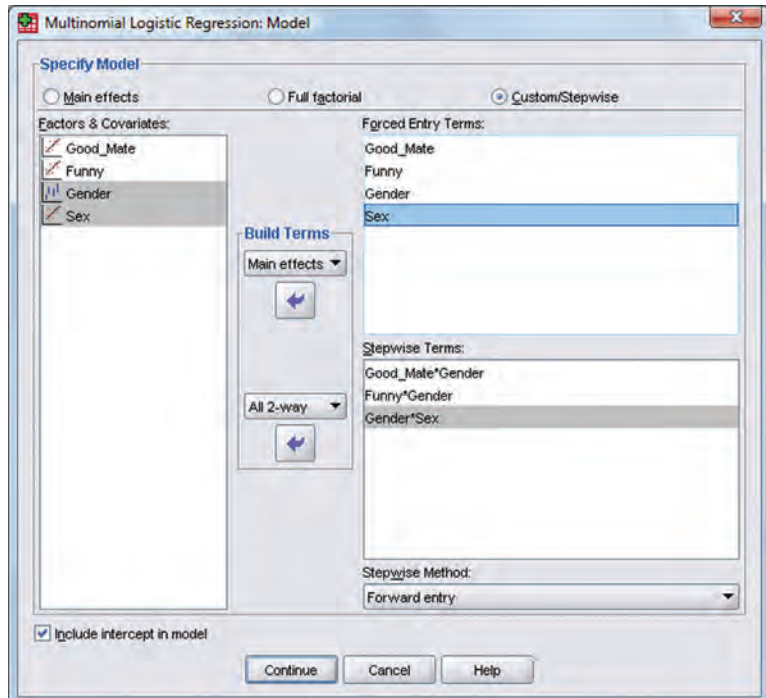 Multinomial Logistic Regression: Model
Specify Model
Main effects
Full factorial
Custom/Stepwise
Factors & Covariates:
Good_Mate
Funny
Gender
Sex
Build Terms
Main effects
All 2-way
Forced Entry Terms:
Good_Mate
Funny
Gender
Sex
Stepwise Terms:
Good_Mate*Gender
Funny*Gender
Gender*Sex
Stepwise Method:
Forward entry
Include intercept in model
Continue
Cancel
Help